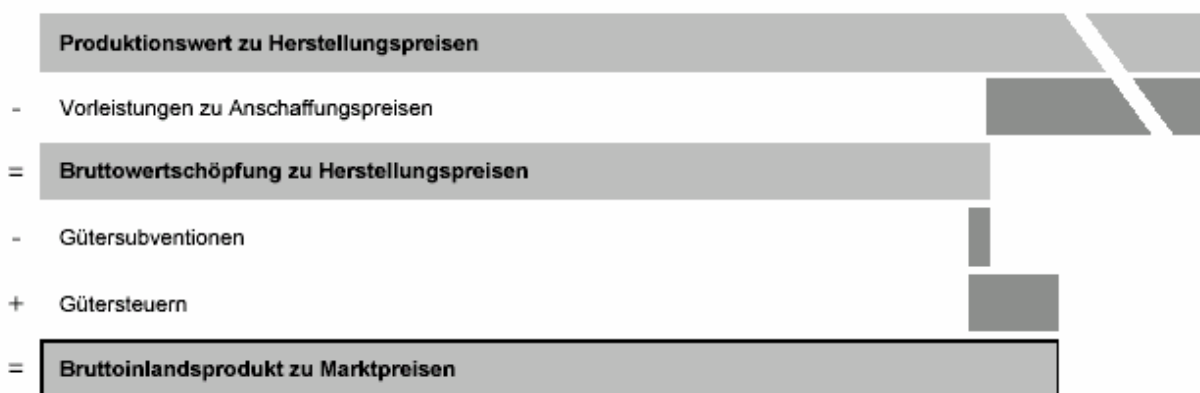 Produktionswert zu Herstellungspreisen
- Vorleistungen zu Anschaffungspreisen
= Bruttowertschöpfung zu Herstellungspreisen
- Gütersubventionen
+ Gütersteuern
= Bruttoinlandsprodukt zu Marktpreisen